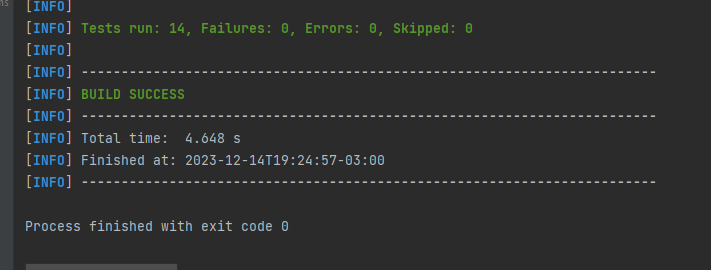 ns
[INFO]
[INFO] Tests run: 14, Failures: 0, Errors: 0, Skipped: 0
[INFO]
[INFO] ------------------------------------------------------------------------
[INFO] BUILD SUCCESS
[INFO] ------------------------------------------------------------------------
[INFO] Total time:  4.648 s
[INFO] Finished at: 2023-12-14T19:24:57-03:00
[INFO] ------------------------------------------------------------------------
Process finished with exit code 0